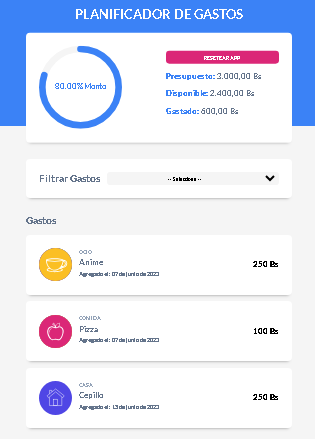 PLANIFICADOR DE GASTOS
80.00% Monto
RESETEAR APP
Presupuesto: 3.000,00 Bs
Disponible: 2.400,00 Bs
Gastado: 600,00 Bs
Filtrar Gastos
-- Seleccione --
Gastos
OCIO
Anime
Agregado el: 07 de junio de 2023
250 Bs
COMIDA
Pizza
Agregado el: 07 de junio de 2023
100 Bs
CASA
Cepillo
Agregado el: 13 de junio de 2023
250 Bs